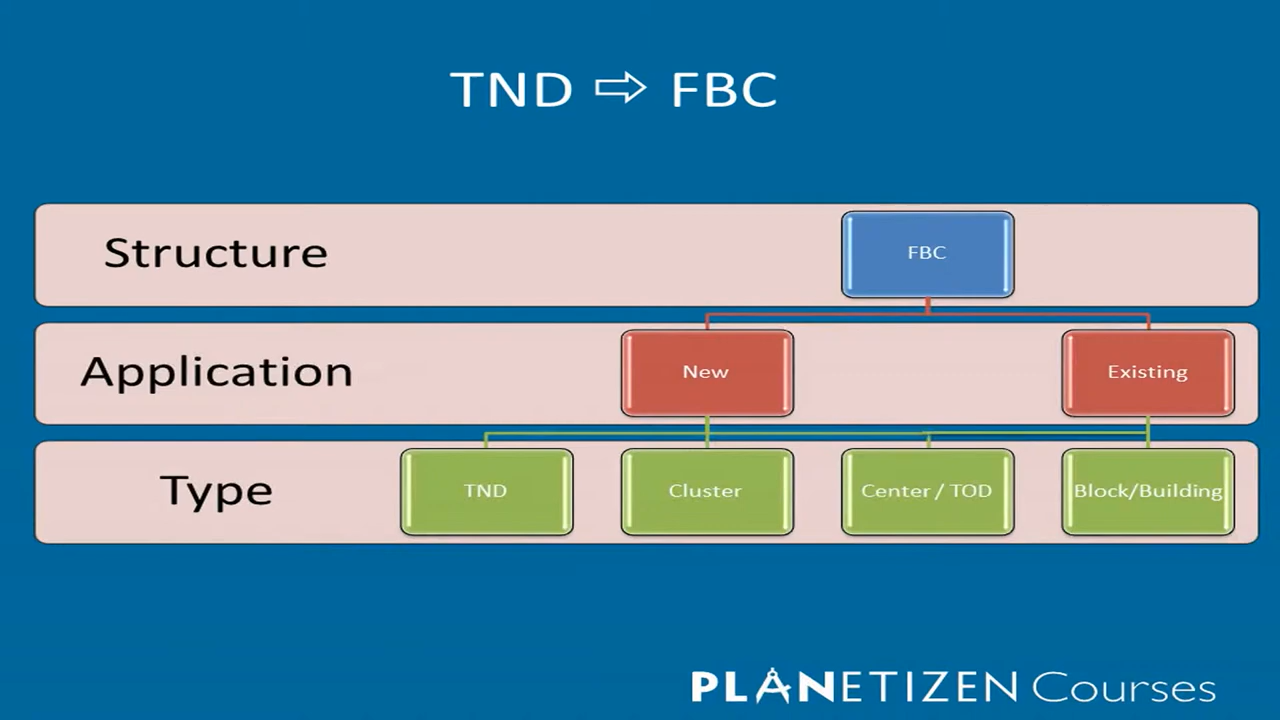 TND ⇨ FBC
Structure
FBC
Application
New
Existing
Type
TND
Cluster
Center / TOD
Block/Building
PLANETIZEN Courses